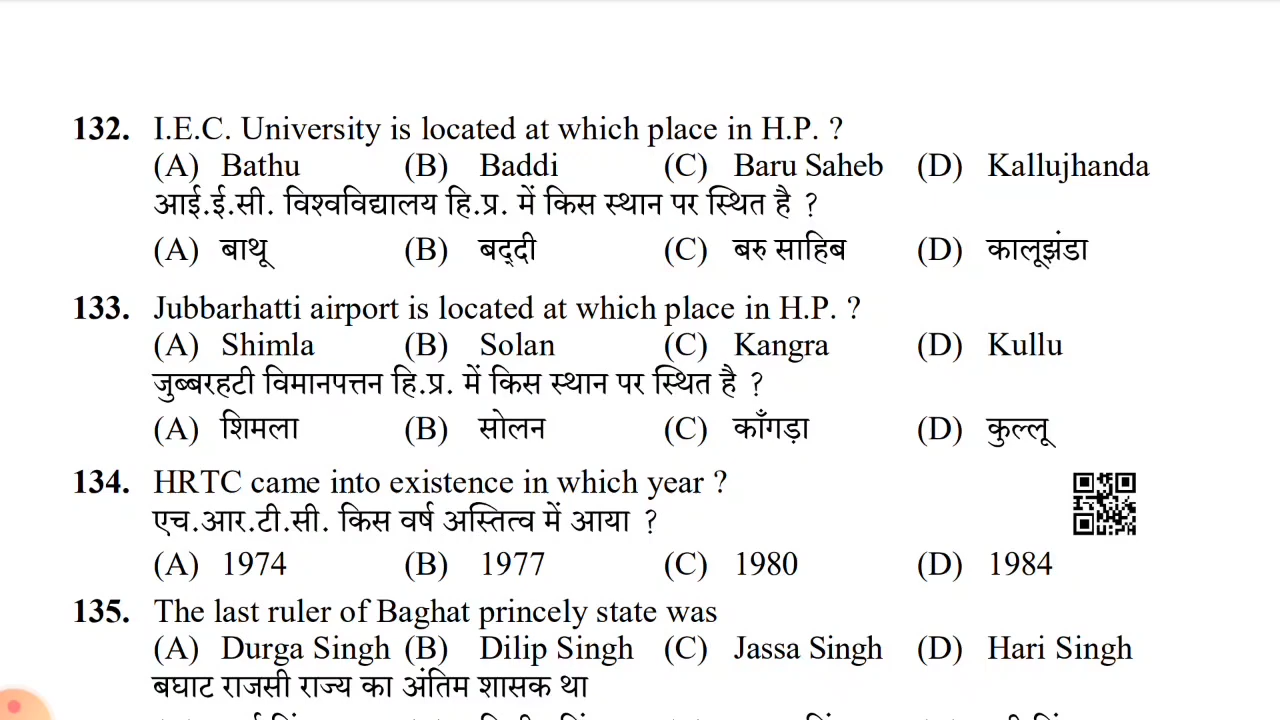 132. I.E.C. University is located at which place in H.P. ?
(A) Bathu (B) Baddi (C) Baru Saheb (D) Kallujhanda
आई.ई.सी. विश्वविद्यालय हि.प्र. में किस स्थान पर स्थित है ?
(A) बाथू (B) बद्‌दी (C) बरु साहिब (D) कालूझंडा
133. Jubbarhatti airport is located at which place in H.P. ?
(A) Shimla (B) Solan (C) Kangra (D) Kullu
जुब्बरहटी विमानपत्तन हि.प्र. में किस स्थान पर स्थित है ?
(A) शिमला (B) सोलन (C) काँगड़ा (D) कुल्लू
134. HRTC came into existence in which year ?
एच.आर.टी.सी. किस वर्ष अस्तित्व में आया ?
(A) 1974 (B) 1977 (C) 1980 (D) 1984
135. The last ruler of Baghat princely state was
(A) Durga Singh (B) Dilip Singh (C) Jassa Singh (D) Hari Singh
बघाट राजसी राज्य का अंतिम शासक था